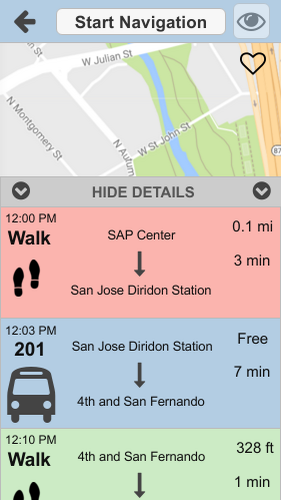 Start Navigation
W Julian St
N Montgomery St
N Autum
W St John St
87
HIDE DETAILS
12:00 PM
Walk
SAP Center
San Jose Diridon Station
0.1 mi
3 min
12:03 PM
201
San Jose Diridon Station
4th and San Fernando
Free
7 min
12:10 PM
Walk
4th and San Fernando
328 ft
1 min